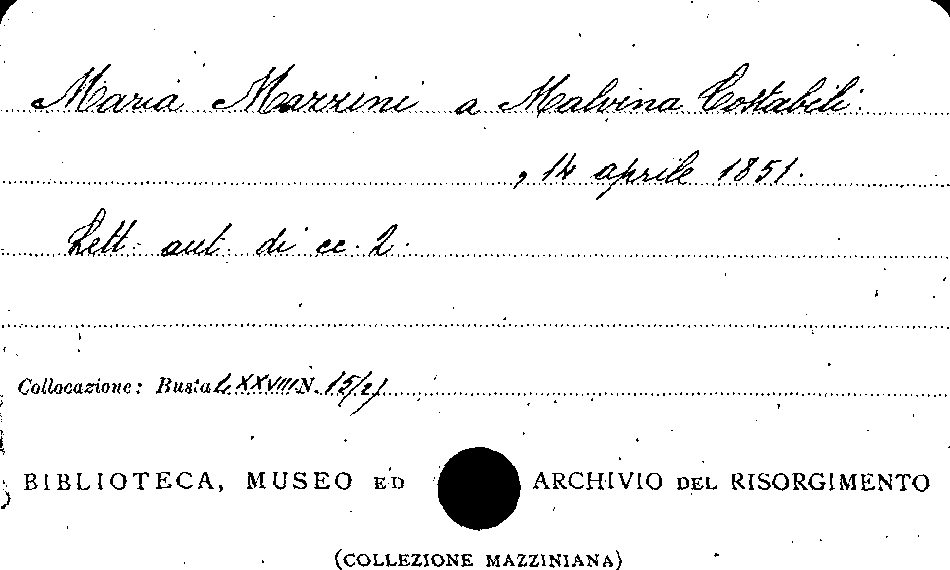 Maria Mazzini a Malvina Costabili.
, 14 aprile 1851.
Lett. aut. di cc. 2.
Collocazione: Busta LXXVIII N. 15/2)
BIBLIOTECA, MUSEO ED ARCHIVIO DEL RISORGIMENTO
(COLLEZIONE MAZZINIANA)